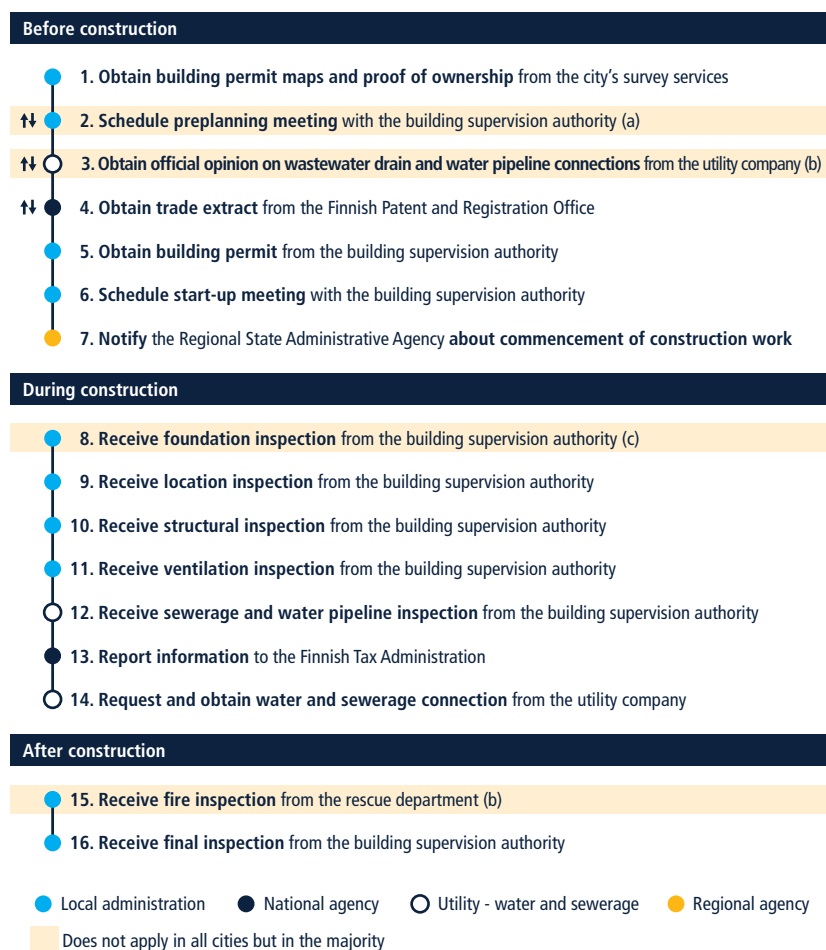 Before construction
1. Obtain building permit maps and proof of ownership from the city's survey services
2. Schedule preplanning meeting with the building supervision authority (a)
3. Obtain official opinion on wastewater drain and water pipeline connections from the utility company (b)
4. Obtain trade extract from the Finnish Patent and Registration Office
5. Obtain building permit from the building supervision authority
6. Schedule start-up meeting with the building supervision authority
7. Notify the Regional State Administrative Agency about commencement of construction work
During construction
8. Receive foundation inspection from the building supervision authority (c)
9. Receive location inspection from the building supervision authority
10. Receive structural inspection from the building supervision authority
11. Receive ventilation inspection from the building supervision authority
12. Receive sewerage and water pipeline inspection from the building supervision authority
13. Report information to the Finnish Tax Administration
14. Request and obtain water and sewerage connection from the utility company
After construction
15. Receive fire inspection from the rescue department (b)
16. Receive final inspection from the building supervision authority
Local administration National agency Utility - water and sewerage Regional agency
Does not apply in all cities but in the majority